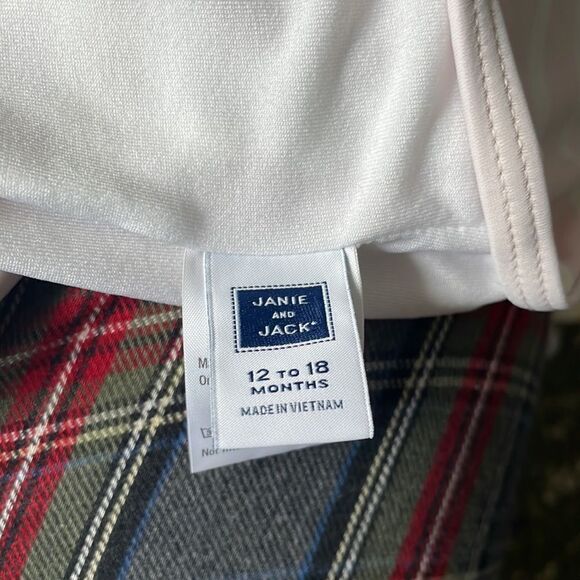 JANIE
AND
JACK
12 TO 18
MONTHS
MADE IN VIETNAM